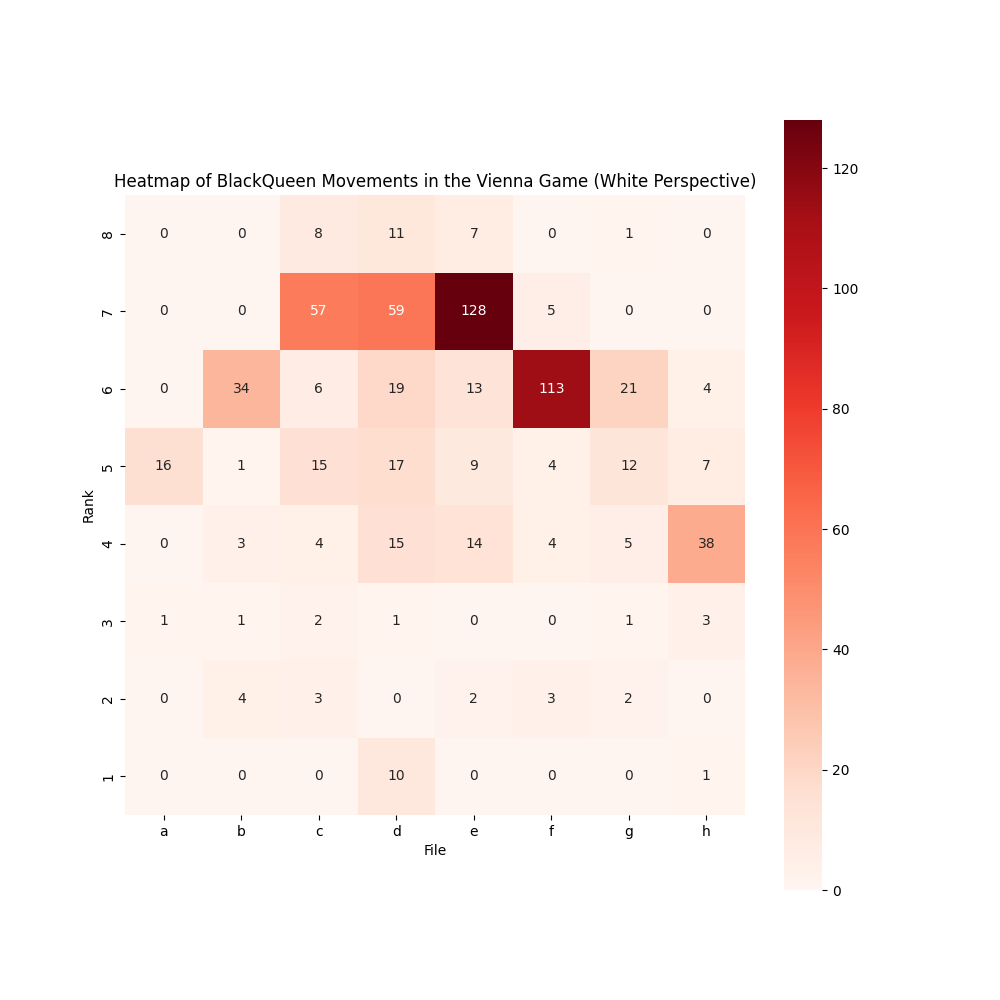 Heatmap of BlackQueen Movements in the Vienna Game (White Perspective)
8 0 0 8 11 7 0 1 0
7 0 0 57 59 128 5 0 0
6 0 34 6 19 13 113 21 4
5 16 1 15 17 9 4 12 7
4 0 3 4 15 14 4 5 38
3 1 1 2 1 0 0 1 3
2 0 4 3 0 2 3 2 0
1 0 0 0 10 0 0 0 1
a b c d e f g h
Rank
File
120
100
80
60
40
20
0